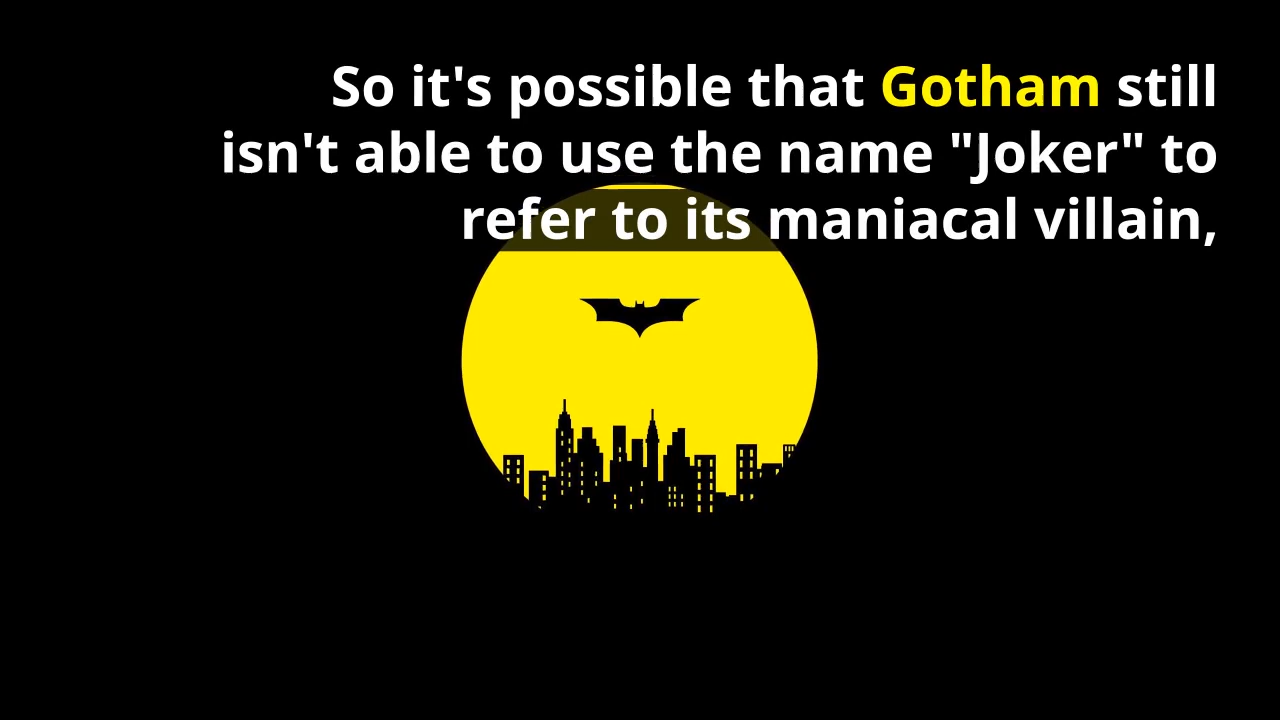 So it's possible that Gotham still
isn't able to use the name "Joker" to
refer to its maniacal villain,